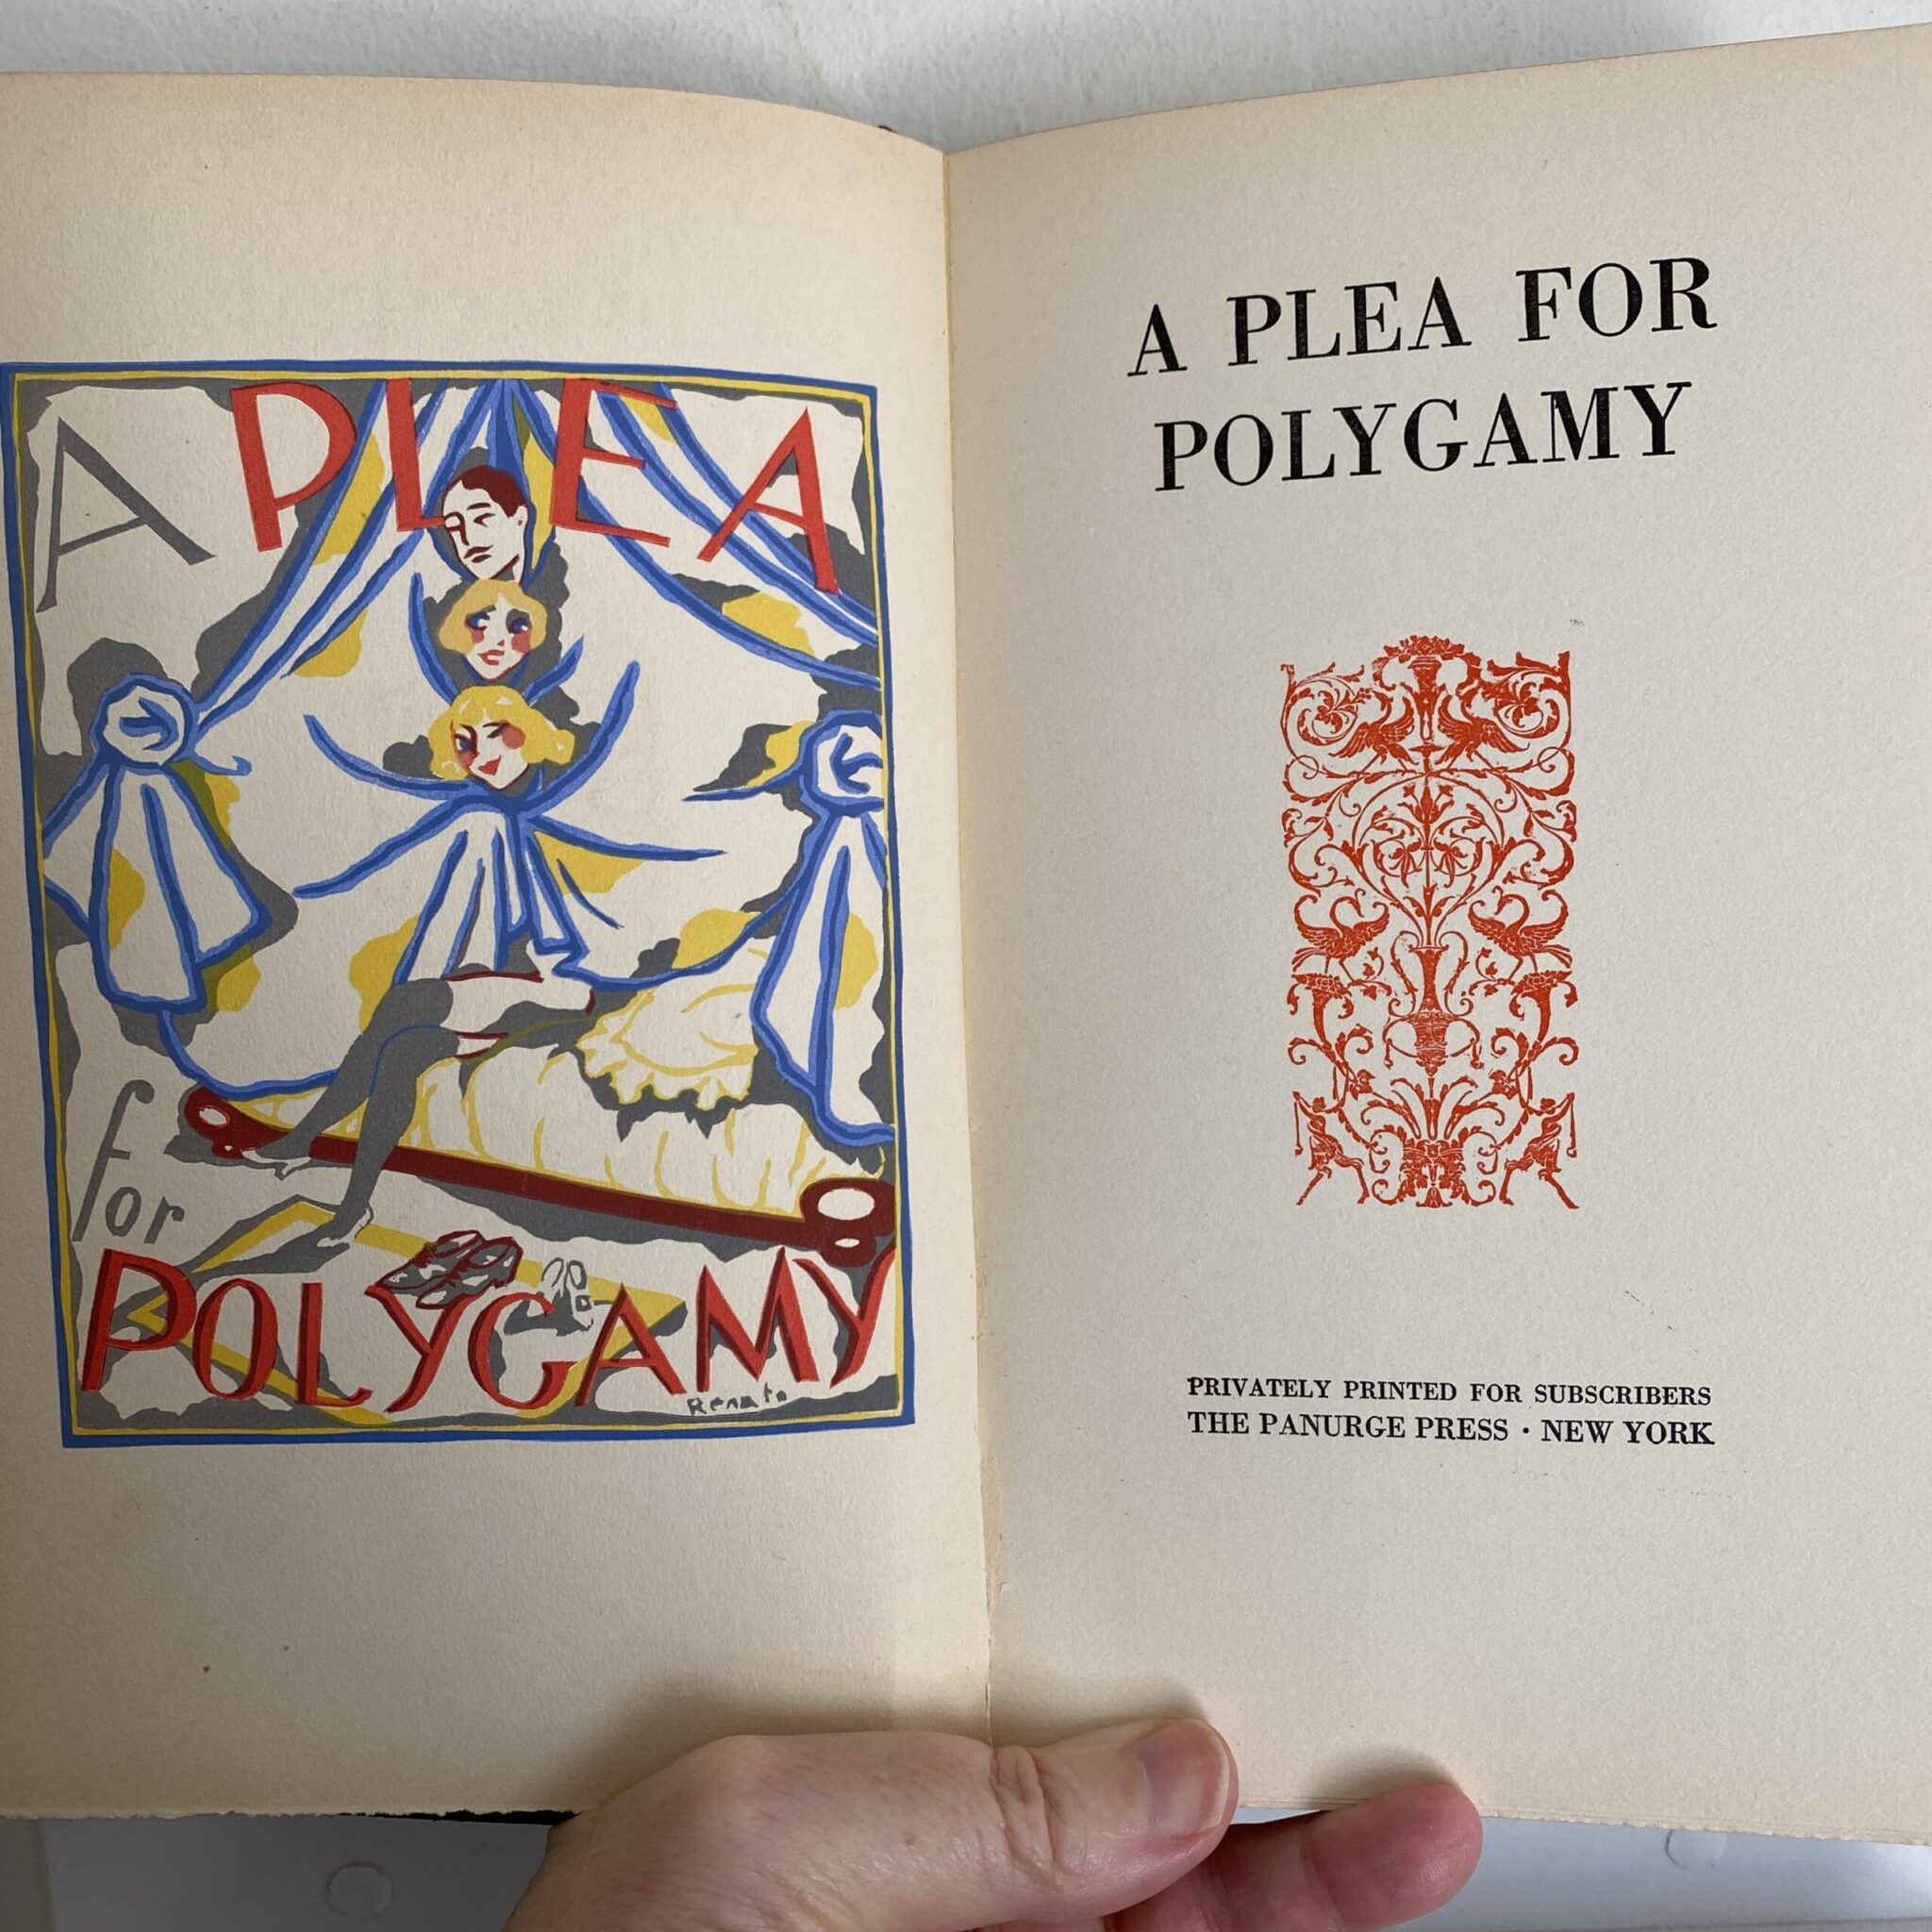 A PLEA
for
POLYGAMY
Renato
A PLEA FOR
POLYGAMY
PRIVATELY PRINTED FOR SUBSCRIBERS
THE PANURGE PRESS · NEW YORK